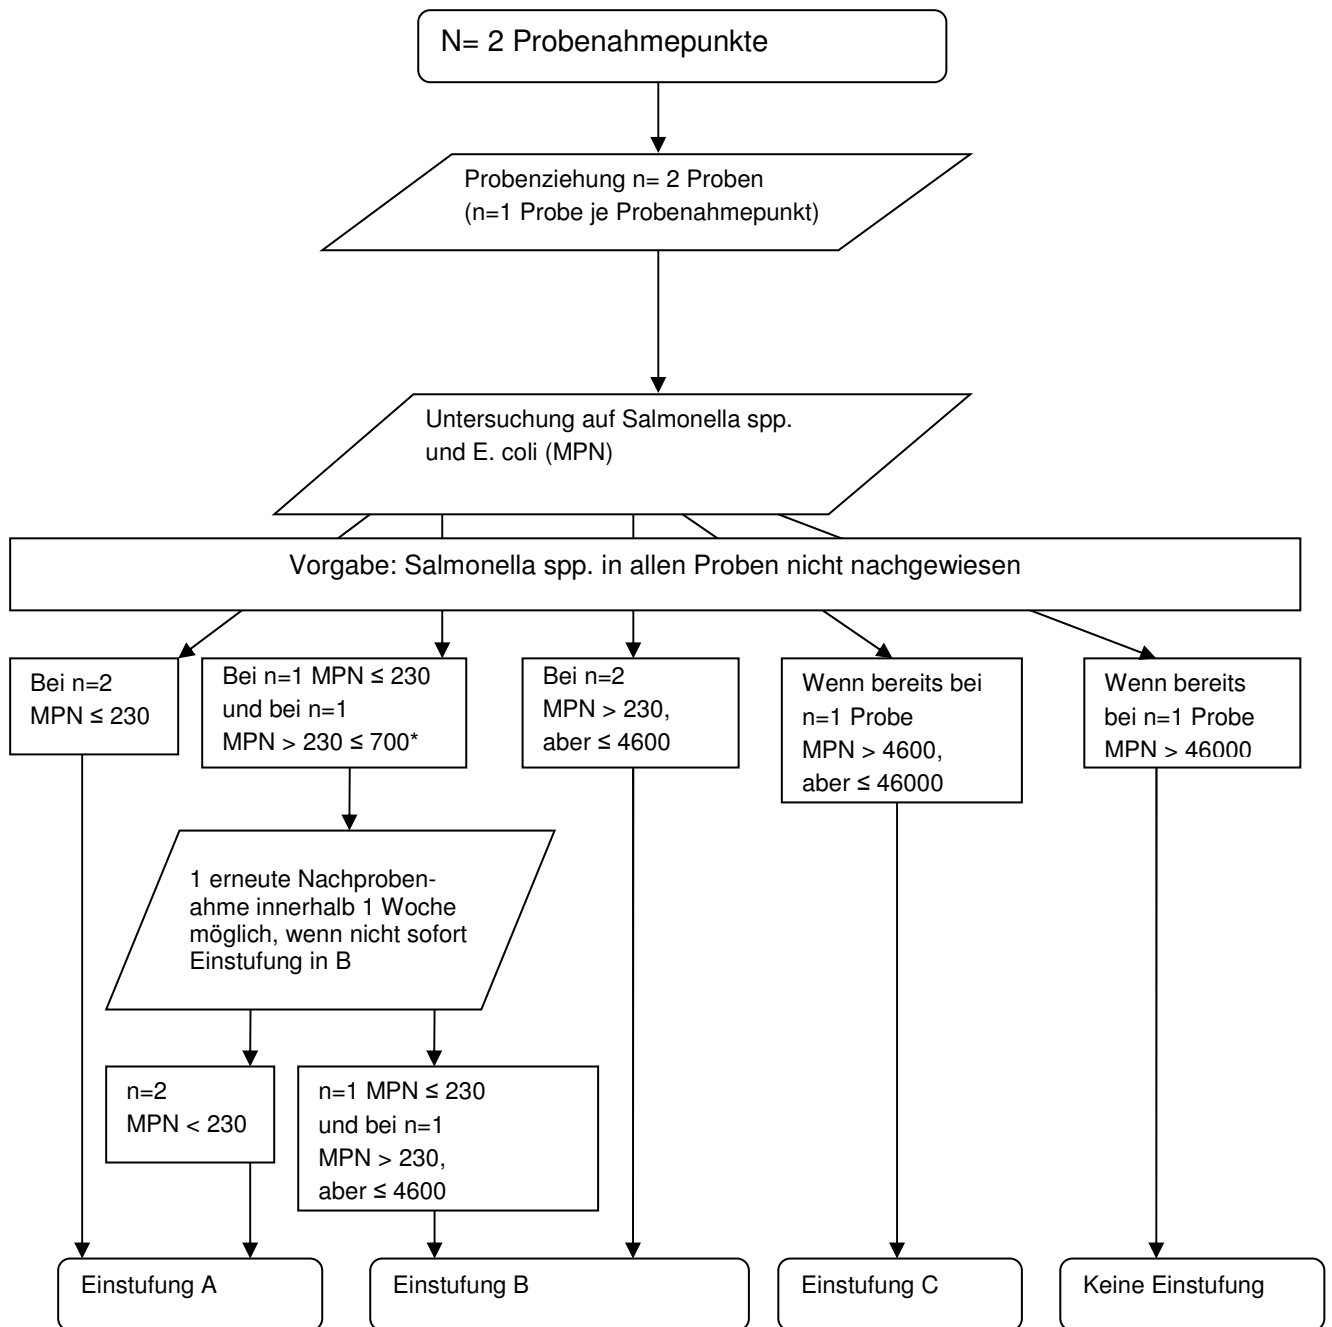 N= 2 Probenahmepunkte
Probenziehung n= 2 Proben
(n=1 Probe je Probenahmepunkt)
Untersuchung auf Salmonella spp.
und E. coli (MPN)
Vorgabe: Salmonella spp. in allen Proben nicht nachgewiesen
Bei n=2
MPN ≤ 230
Bei n=1 MPN ≤ 230
und bei n=1
MPN > 230 ≤ 700*
Bei n=2
MPN > 230,
aber ≤ 4600
Wenn bereits bei
n=1 Probe
MPN > 4600,
aber ≤ 46000
Wenn bereits
bei n=1 Probe
MPN > 46000
1 erneute Nachproben-
ahme innerhalb 1 Woche
möglich, wenn nicht sofort
Einstufung in B
n=2
MPN < 230
n=1 MPN ≤ 230
und bei n=1
MPN > 230,
aber ≤ 4600
Einstufung A
Einstufung B
Einstufung C
Keine Einstufung